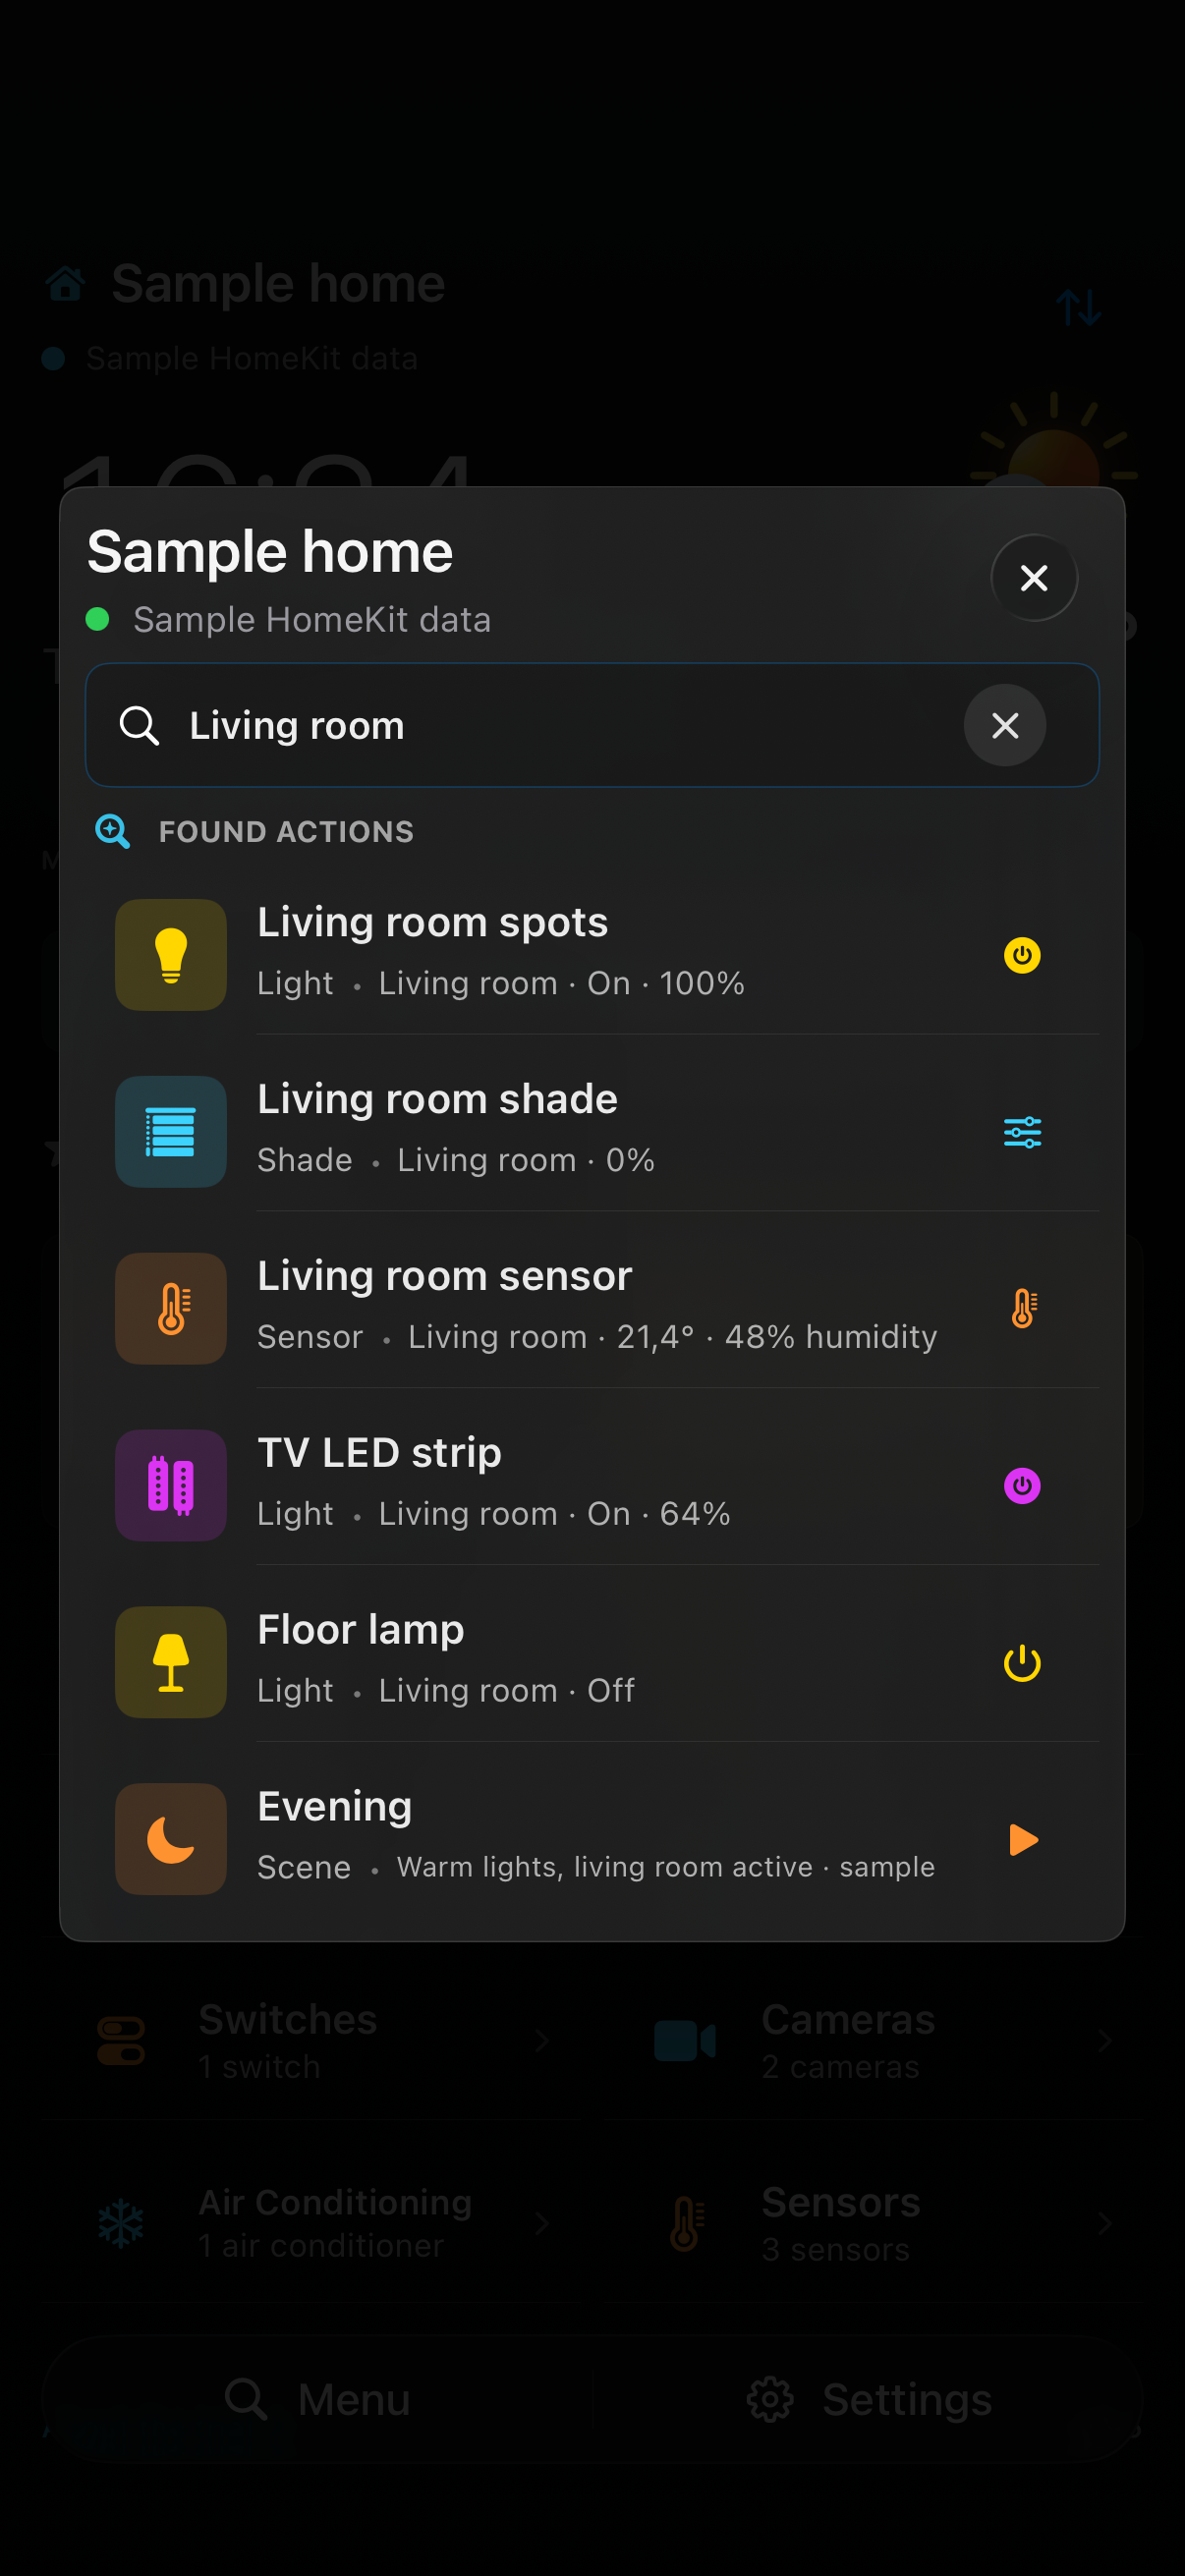 Sample home
Sample HomeKit data
Sample home
Sample HomeKit data
Living room
FOUND ACTIONS
Living room spots
Light • Living room · On · 100%
Living room shade
Shade • Living room · 0%
Living room sensor
Sensor • Living room · 21,4° · 48% humidity
TV LED strip
Light • Living room · On · 64%
Floor lamp
Light • Living room · Off
Evening
Scene • Warm lights, living room active · sample
Switches
1 switch
Cameras
2 cameras
Air Conditioning
1 air conditioner
Sensors
3 sensors
Menu
Settings